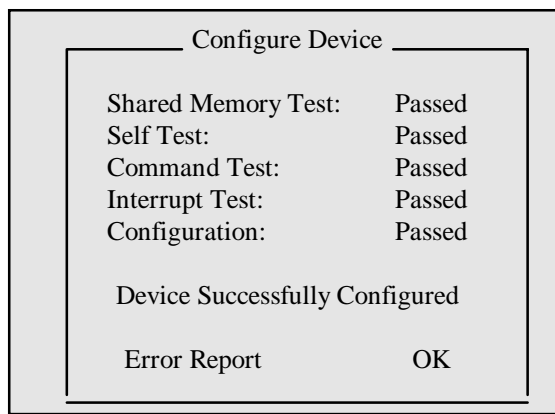 Configure Device
Shared Memory Test: Passed
Self Test: Passed
Command Test: Passed
Interrupt Test: Passed
Configuration: Passed
Device Successfully Configured
Error Report OK